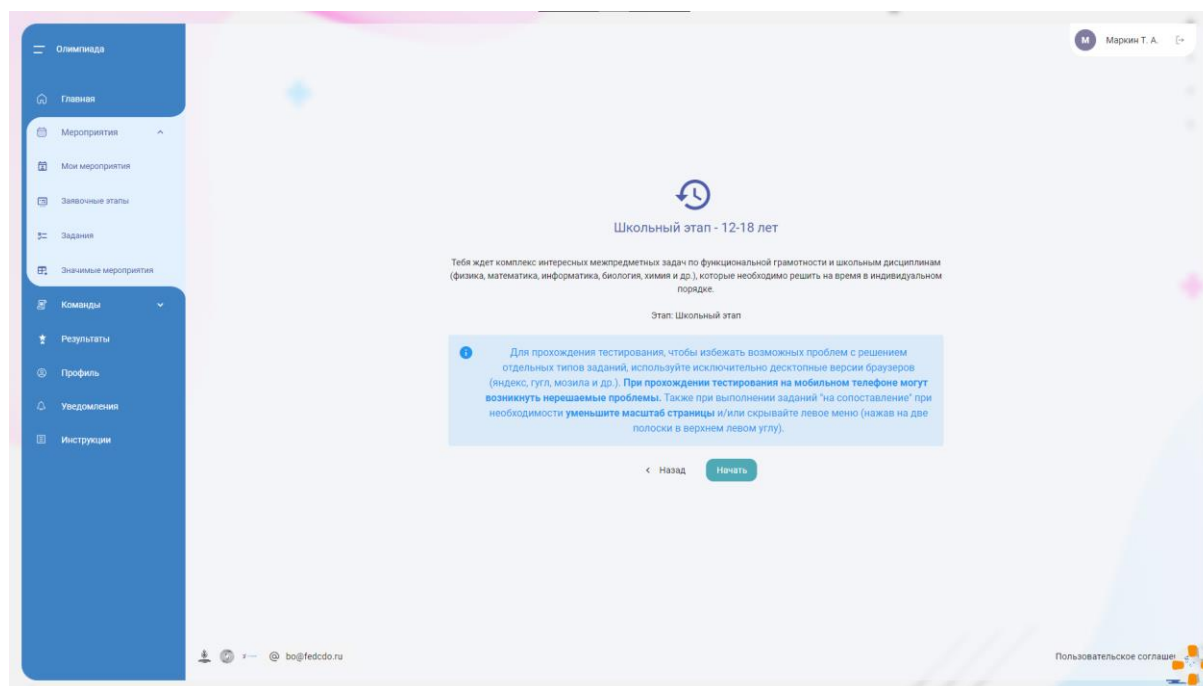 Олимпиада
Маркин Т. А.
М
Главная
Мероприятия
Мои мероприятия
Заявочные этапы
Задания
Значимые мероприятия
Команды
Результаты
Профиль
Уведомления
Инструкции
Школьный этап - 12-18 лет
Тебя ждет комплекс интересных межпредметных задач по функциональной грамотности и школьным дисциплинам
(физика, математика, информатика, биология, химия и др.), которые необходимо решить на время в индивидуальном
порядке.
Этап: Школьный этап
Для прохождения тестирования, чтобы избежать возможных проблем с решением
отдельных типов заданий, используйте исключительно десктопные версии браузеров
(яндекс, гугл, мозила и др.). При прохождении тестирования на мобильном телефоне могут
возникнуть нерешаемые проблемы. Также при выполнении заданий "на сопоставление" при
необходимости уменьшите масштаб страницы и/или скрывайте левое меню (нажав на две
полоски в верхнем левом углу).
Назад
Начать
@ bo@fedcdo.ru
Пользовательское соглаше